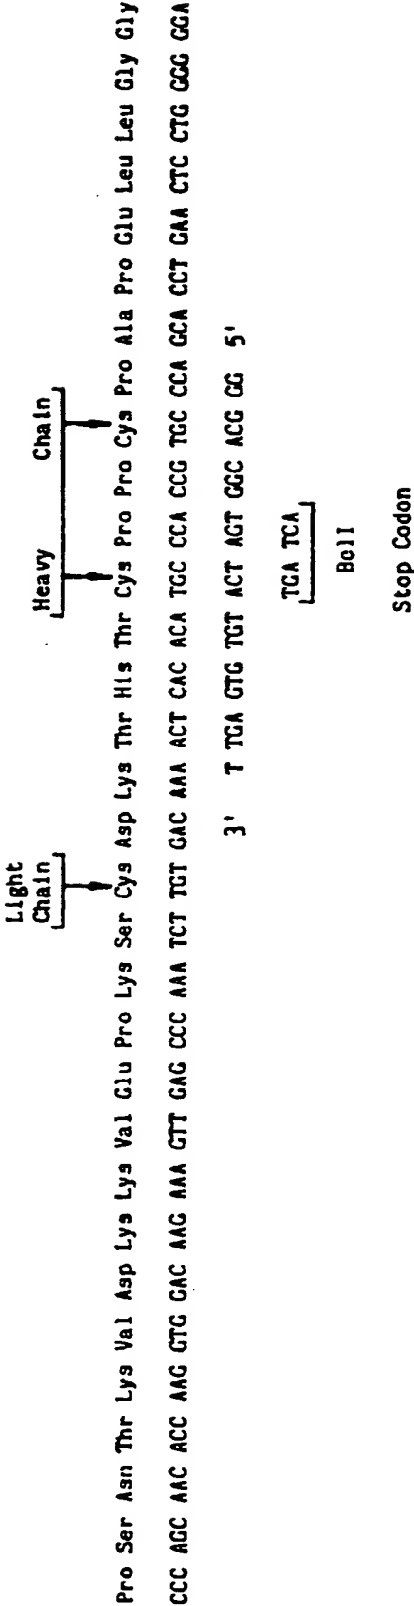 Light
Chain
Heavy Chain
Pro Ser Asn Thr Lys Val Asp Lys Lys Val Glu Pro Lys Ser Cys Asp Lys Thr His Thr Cys Pro Pro Cys Pro Ala Pro Glu Leu Leu Gly Gly
CCC AGC AAC ACC AAG GTG GAC AAG AAA GTT GAG CCC AAA TCT TGT GAC AAA ACT CAC ACA TGC CCA CCG TGC CCA GCA CCT GAA CTC CTG GGG GGA
3' T TGA GTG TGT ACT AGT GGC ACG GG 5'
TGA TCA
BclI
Stop Codon